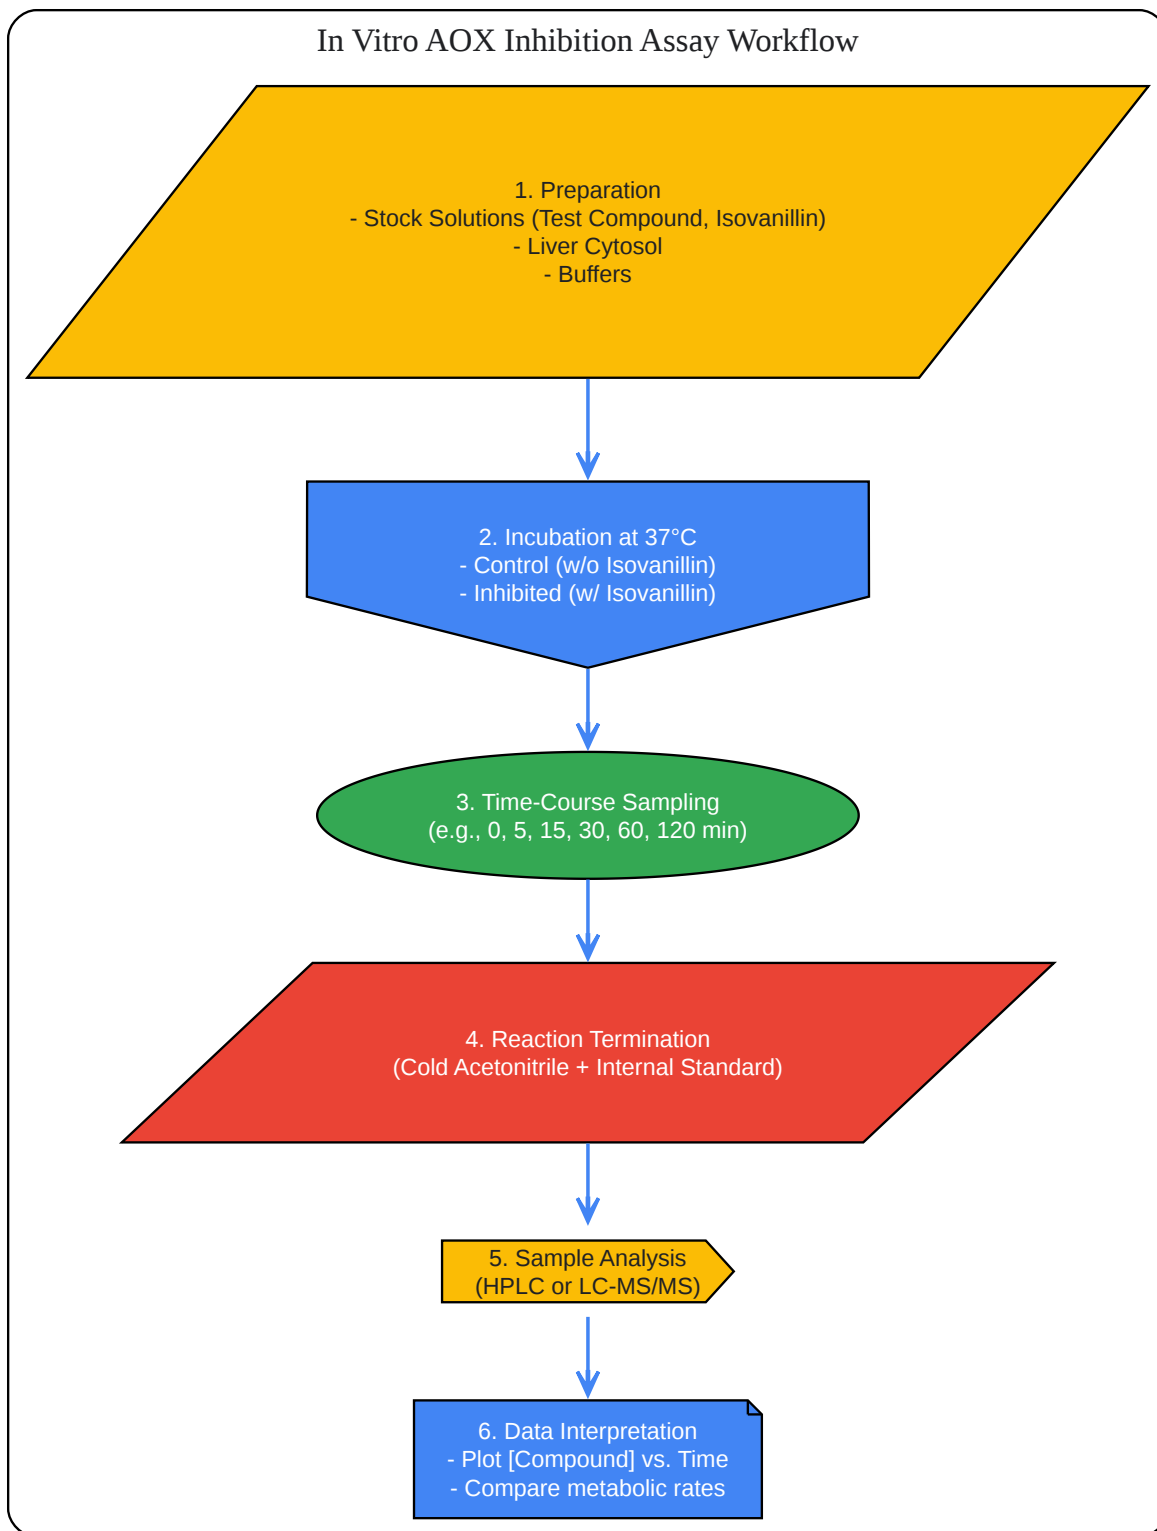 In Vitro AOX Inhibition Assay Workflow
1. Preparation
- Stock Solutions (Test Compound, Isovanillin)
- Liver Cytosol
- Buffers
2. Incubation at 37°C
- Control (w/o Isovanillin)
- Inhibited (w/ Isovanillin)
3. Time-Course Sampling
(e.g., 0, 5, 15, 30, 60, 120 min)
4. Reaction Termination
(Cold Acetonitrile + Internal Standard)
5. Sample Analysis
(HPLC or LC-MS/MS)
6. Data Interpretation
- Plot [Compound] vs. Time
- Compare metabolic rates